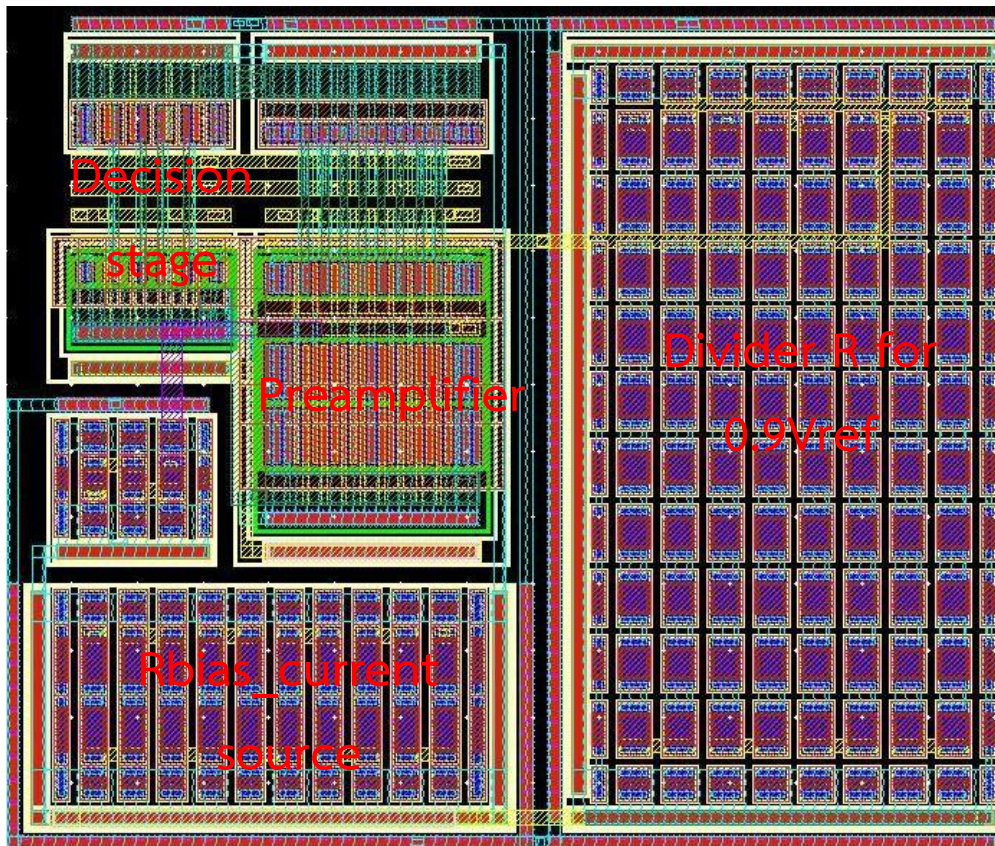 Decision
stage
Preamplifier
Divider R for
0.9Vref
Rbias_current
source